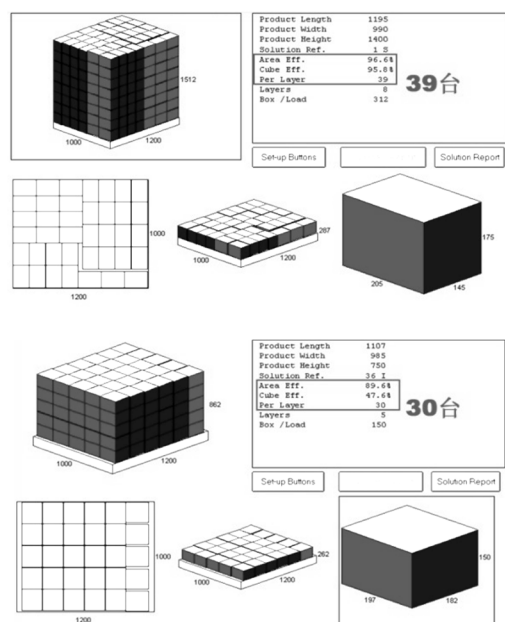 1512
1000
1200
Product Length 1195
Product Width 990
Product Height 1400
Solution Ref. 1 S
Area Eff. 96.6%
Cube Eff. 95.8%
Per Layer 39
Layers 8
Box /Load 312
39台
Set-up Buttons
Solution Report
1000
1200
287
1000
1200
175
205
145
862
1000
1200
Product Length 1107
Product Width 985
Product Height 750
Solution Ref. 36 I
Area Eff. 89.6%
Cube Eff. 47.6%
Per Layer 30
Layers 5
Box /Load 150
30台
Set-up Buttons
Solution Report
1000
1200
262
1000
1200
150
197
182